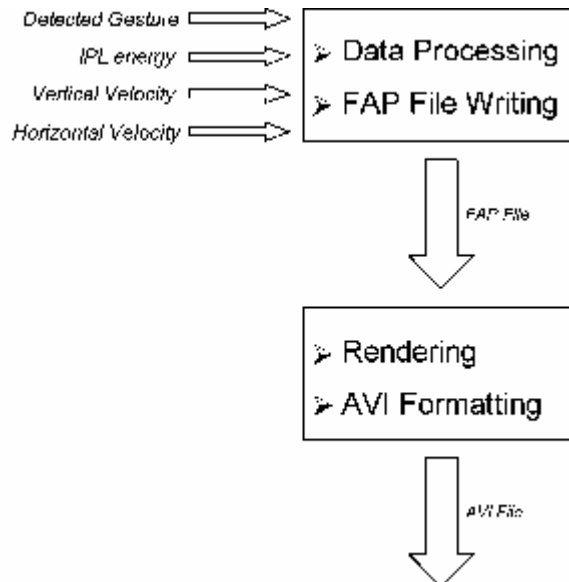 Detected Gesture
IPL energy
Vertical Velocity
Horizontal Velocity
➢ Data Processing
➢ FAP File Writing
FAP File
➢ Rendering
➢ AVI Formatting
AVI File